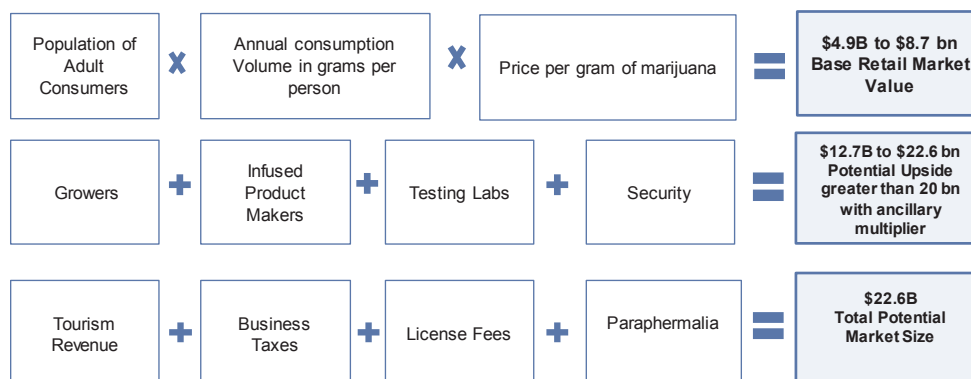 Population of
Adult
Consumers
Annual consumption
Volume in grams per
person
Price per gram of marijuana
$4.9B to $8.7 bn
Base Retail Market
Value
Growers
Infused
Product
Makers
Testing Labs
Security
$12.7B to $22.6 bn
Potential Upside
greater than 20 bn
with ancillary
multiplier
Tourism
Revenue
Business
Taxes
License Fees
Paraphermalia
$22.6B
Total Potential
Market Size